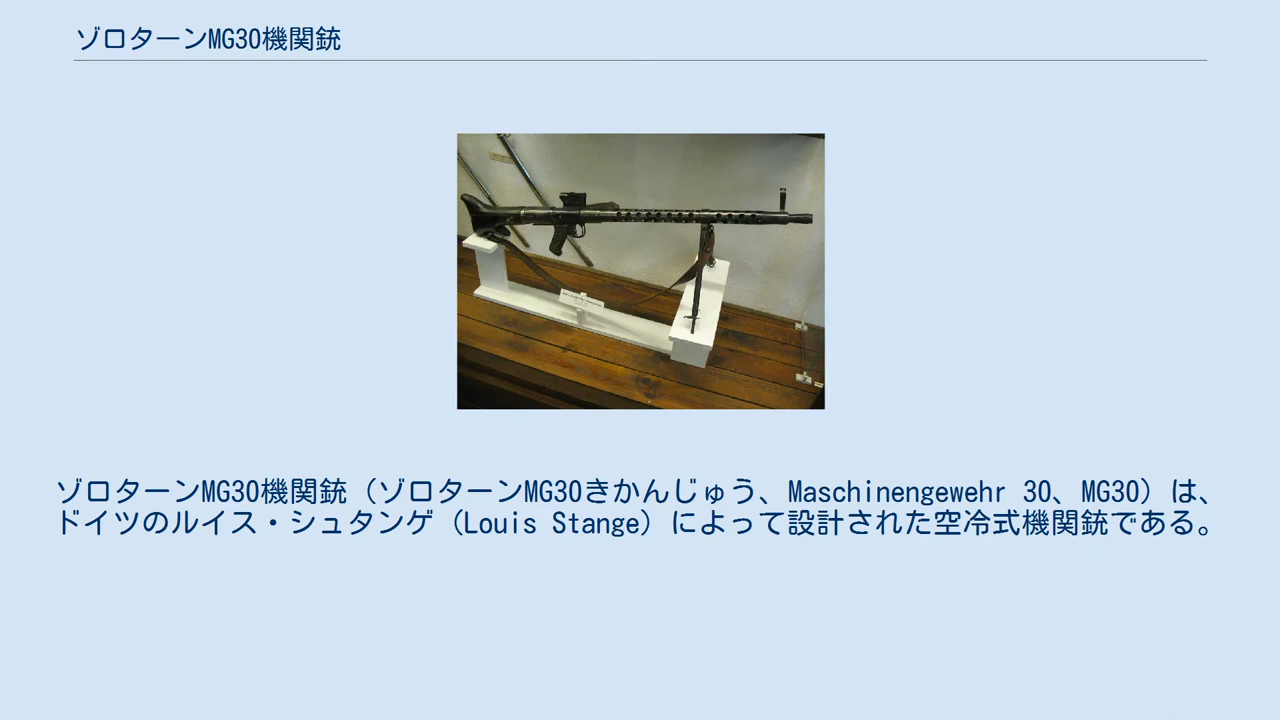 ゾロターンMG30機関銃
ゾロターンMG30機関銃（ゾロターンMG30きかんじゅう、Maschinengewehr 30、MG30）は、
ドイツのルイス・シュタンゲ（Louis Stange）によって設計された空冷式機関銃である。